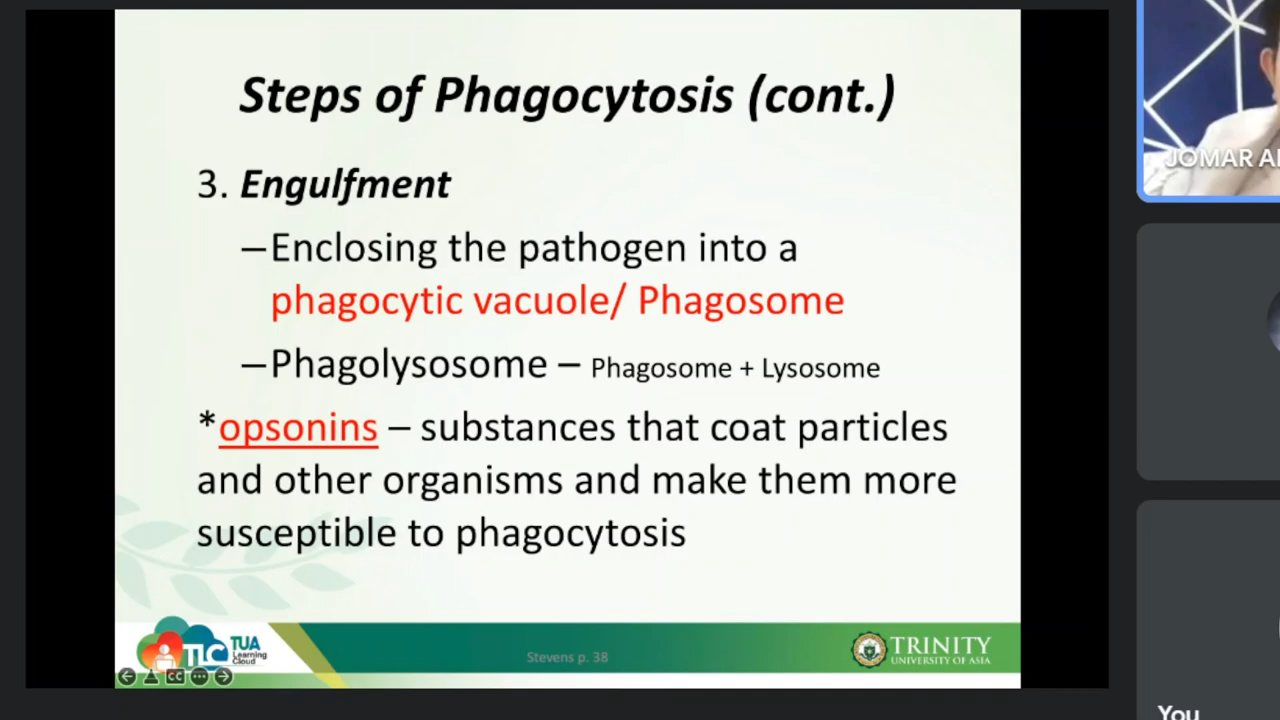 Steps of Phagocytosis (cont.)
3. Engulfment
–Enclosing the pathogen into a
phagocytic vacuole/ Phagosome
–Phagolysosome – Phagosome + Lysosome
*opsonins – substances that coat particles
and other organisms and make them more
susceptible to phagocytosis
JOMAR
TLC
TUA
Learning
Cloud
Stevens p. 38
TRINITY
UNIVERSITY OF ASIA
CC
You